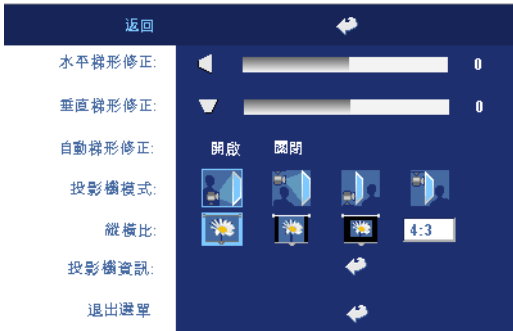 返回
水平梯形修正: 0
垂直梯形修正: 0
自動梯形修正: 開啟 關閉
投影機模式:
縱橫比: 4:3
投影機資訊:
退出選單